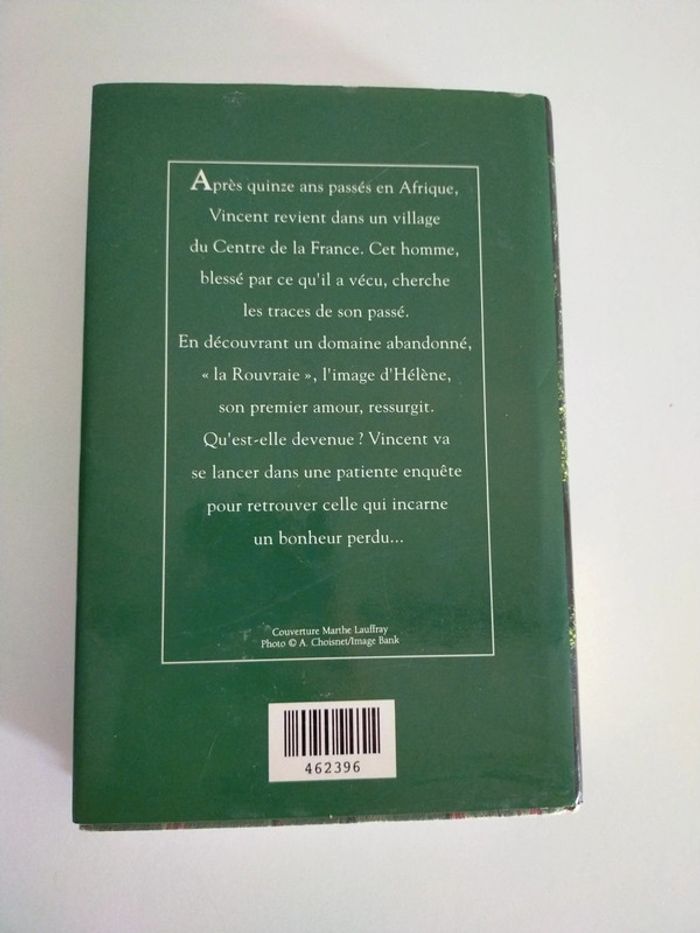 Après quinze ans passés en Afrique,
Vincent revient dans un village
du Centre de la France. Cet homme,
blessé par ce qu'il a vécu, cherche
les traces de son passé.
En découvrant un domaine abandonné,
« la Rouvraie », l'image d'Hélène,
son premier amour, ressurgit.
Qu'est-elle devenue ? Vincent va
se lancer dans une patiente enquête
pour retrouver celle qui incarne
un bonheur perdu...
Couverture Marthe Lauffray
Photo © A. Choisnet/Image Bank
462396